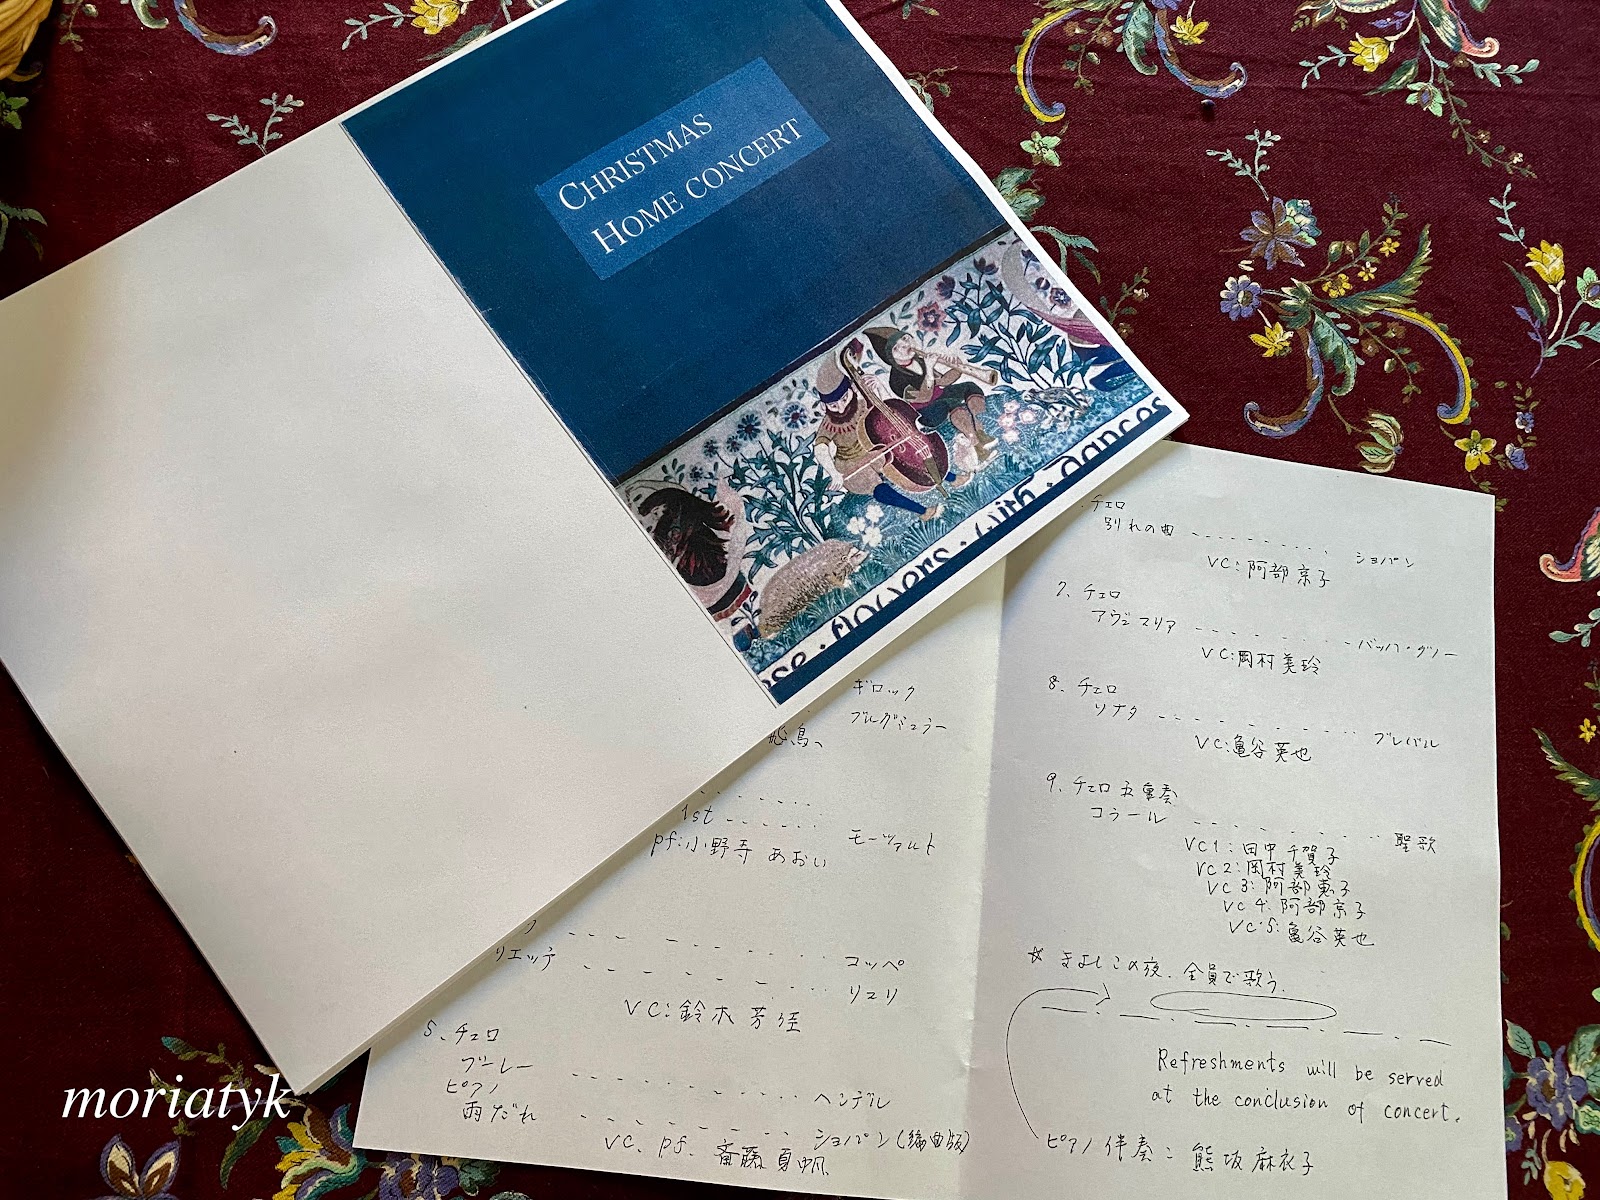 CHRISTMAS
HOME CONCERT
flowers · with · dances
ギロック
ブルグミュラー
飛鳥
1st
モーツァルト
pf:小野寺 あおい
コッペ
リエッテ
リコリ
VC:鈴木芳
5、チェロ
ブーレー
ヘンデル
ピアノ
雨だれ
ショパン(編曲版)
VC、pf、斎藤夏帆
チェロ
別れの曲
ショパン
VC:阿部京子
7、チェロ
アヴェマリア
バッハ・グノー
VC:岡村美玲
8、チェロ
ソナタ
ブレバル
VC:亀谷英也
9、チェロ五重奏
コラール
聖歌
VC1:田中千賀子
VC2:岡村美玲
VC3:阿部恵子
VC4:阿部京子
VC5:亀谷英也
☆きよしこの夜、全員で歌う。
Refreshments will be served
at the conclusion of concert.
ピアノ伴奏:熊坂麻衣子
moriatyk